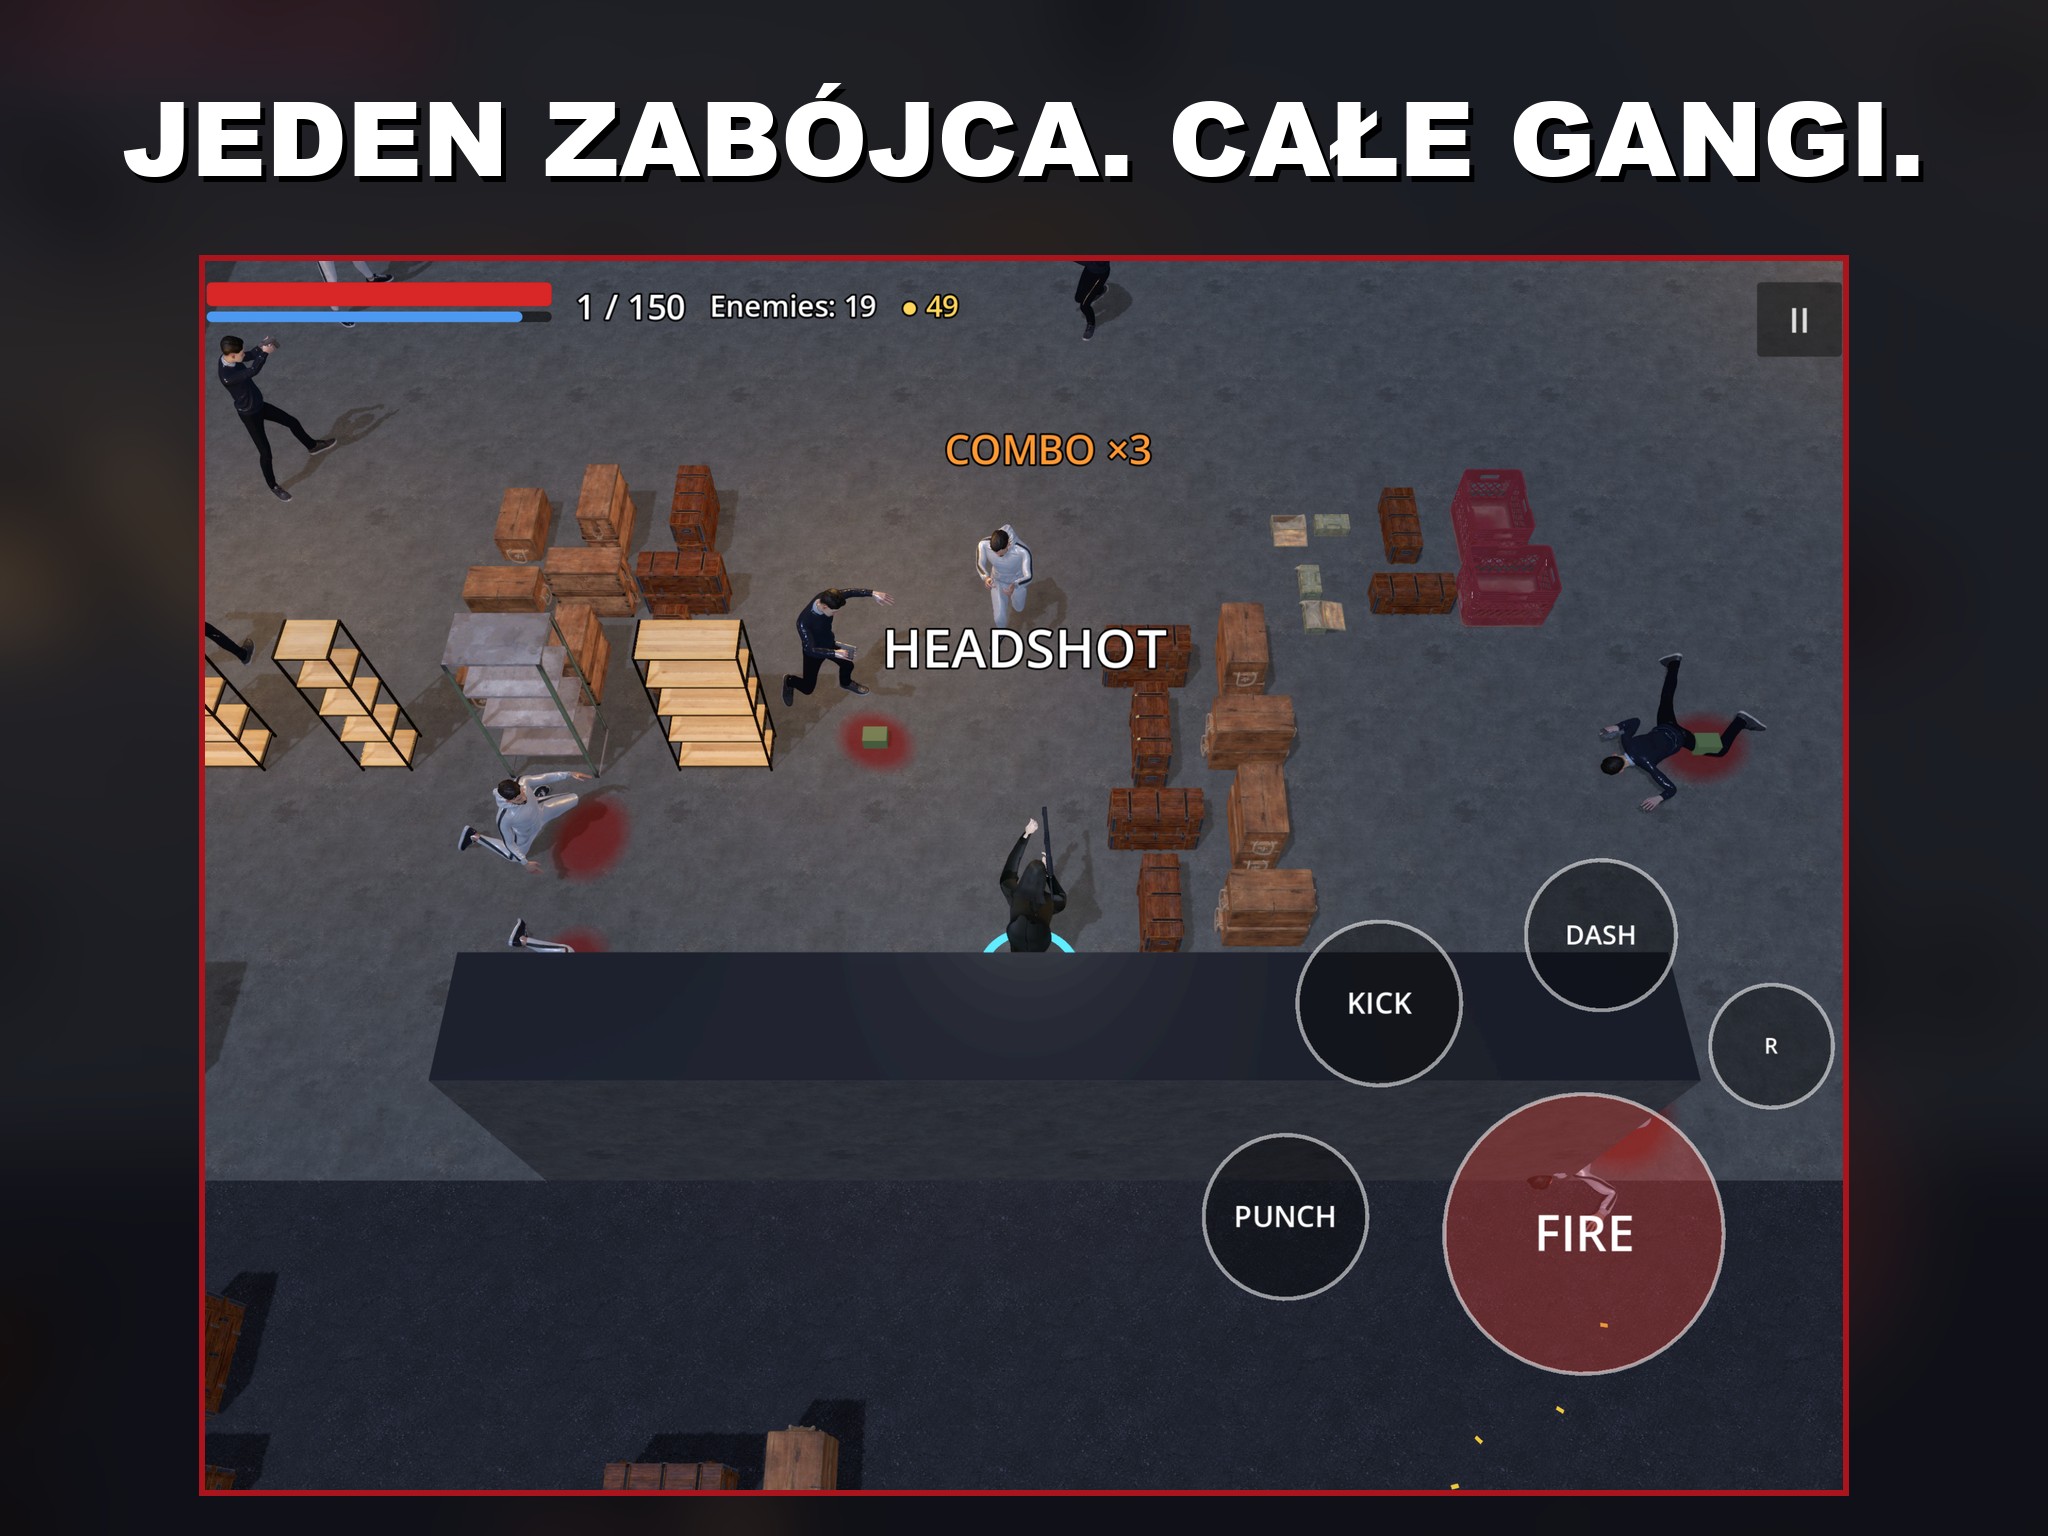 JEDEN ZABÓJCA. CAŁE GANGI.
1 / 150 Enemies: 19 49
COMBO ×3
HEADSHOT
DASH
KICK
R
PUNCH
FIRE